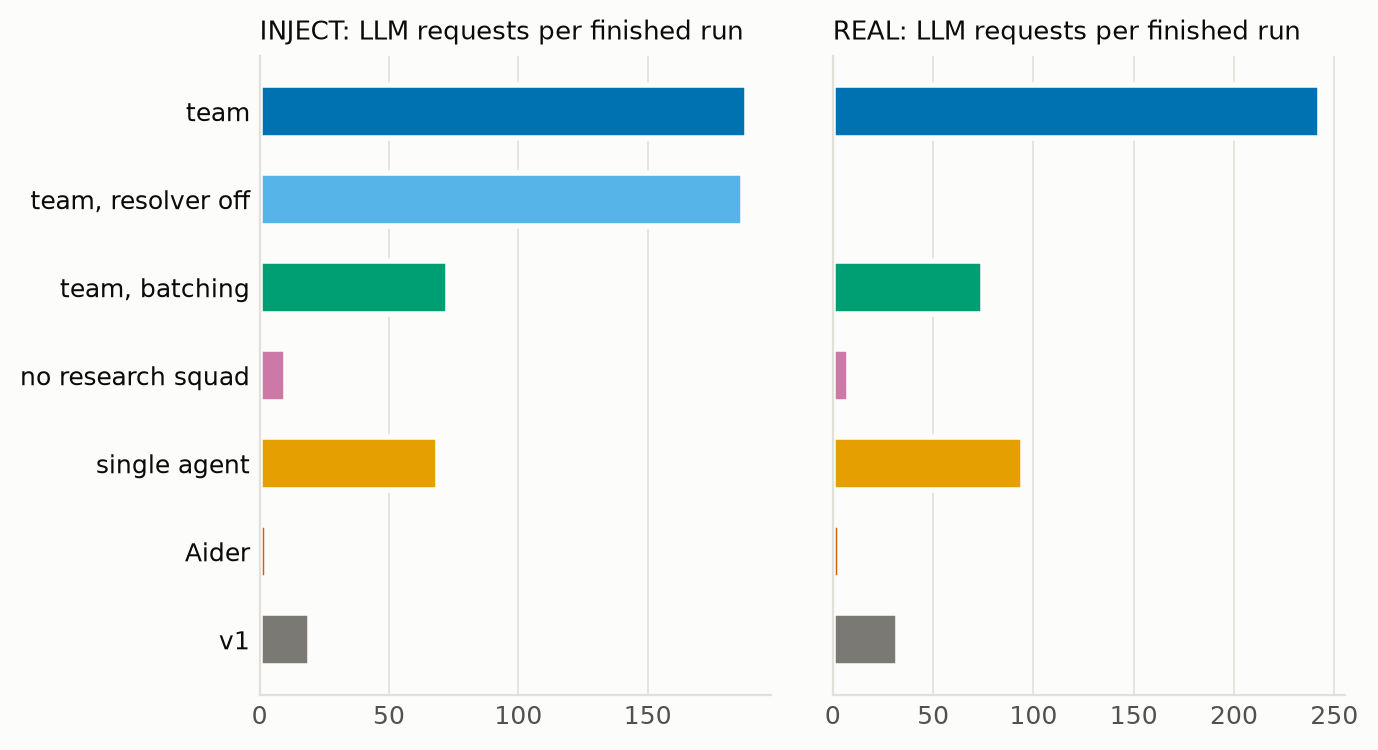 INJECT: LLM requests per finished run
REAL: LLM requests per finished run
team
team, resolver off
team, batching
no research squad
single agent
Aider
v1
0 50 100 150
0 50 100 150 200 250